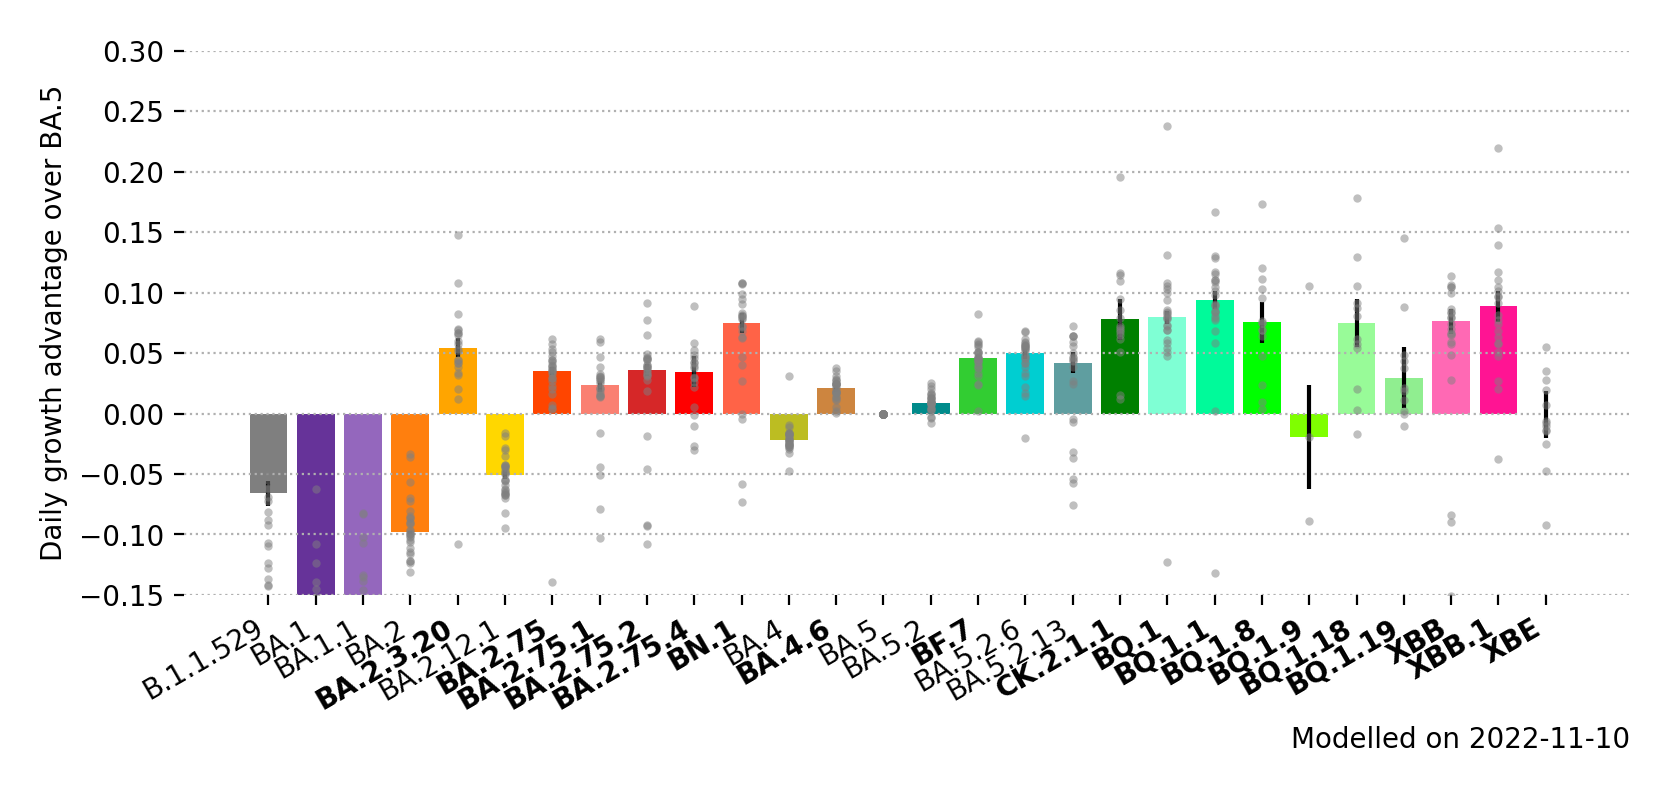 Daily growth advantage over BA.5
0.30
0.25
0.20
0.15
0.10
0.05
0.00
−0.05
−0.10
−0.15
B.1.1.529
BA.1
BA.1.1
BA.2
BA.2.3.20
BA.2.12.1
BA.2.75
BA.2.75.1
BA.2.75.2
BA.2.75.4
BN.1
BA.4
BA.4.6
BA.5
BA.5.2
BF.7
BA.5.2.6
BA.5.2.13
CK.2.1.1
BQ.1
BQ.1.1
BQ.1.8
BQ.1.9
BQ.1.18
BQ.1.19
XBB
XBB.1
XBE
Modelled on 2022-11-10